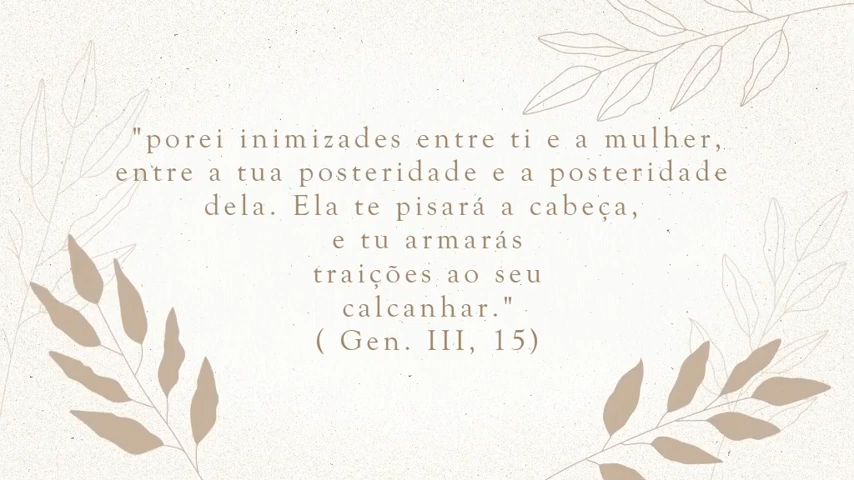 "porei inimizades entre ti e a mulher,
entre a tua posteridade e a posteridade
dela. Ela te pisará a cabeça,
e tu armarás
traições ao seu
calcanhar."
( Gen. III, 15)